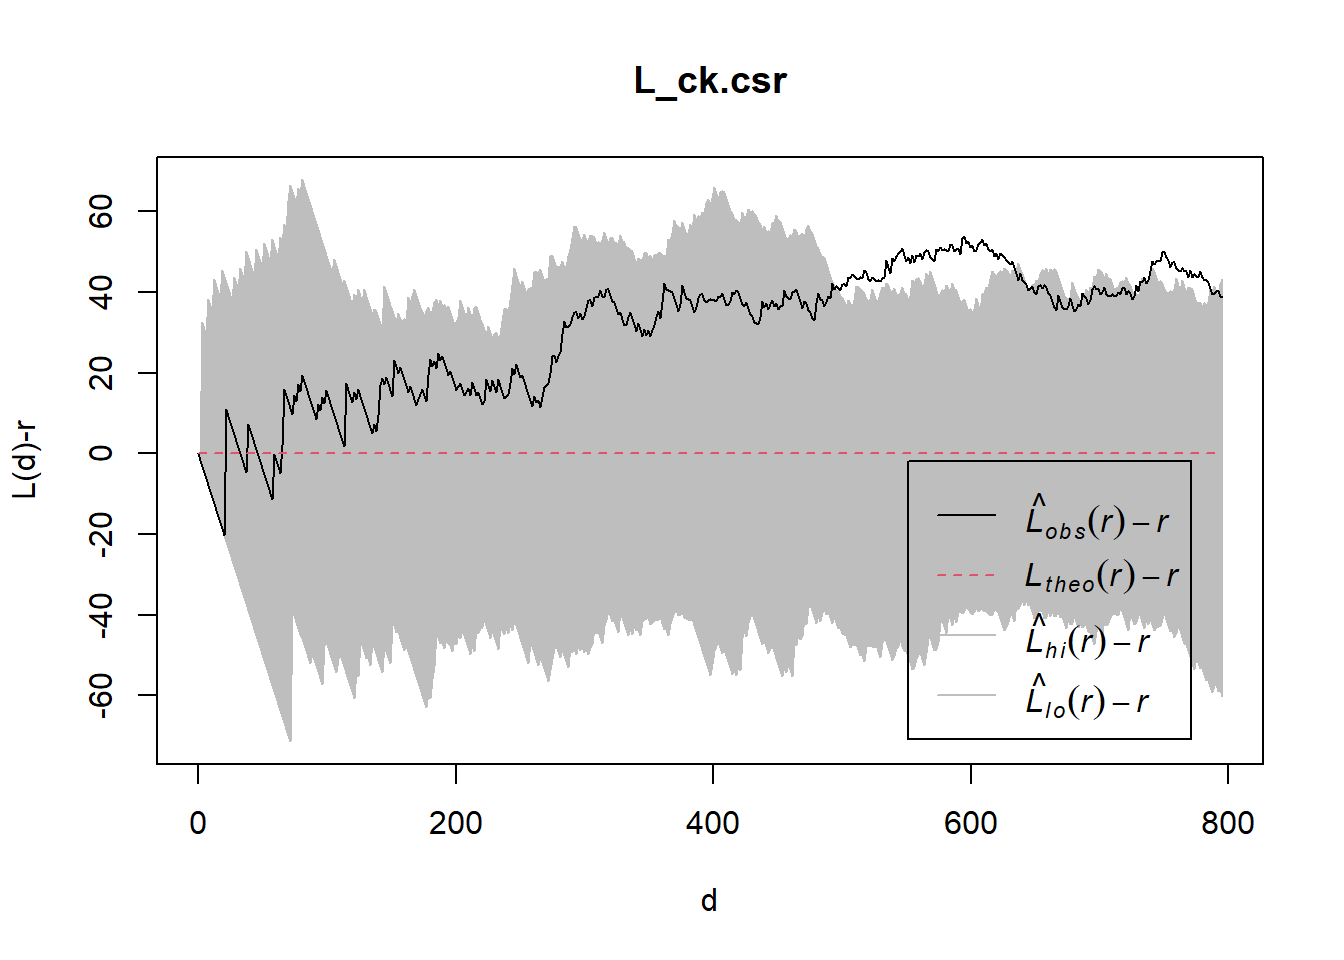 L_ck.csr
L(d)-r
60
40
20
0
-20
-40
-60
0 200 400 600 800
d
L̂obs(r) − r
Ltheo(r) − r
L̂hi(r) − r
L̂lo(r) − r